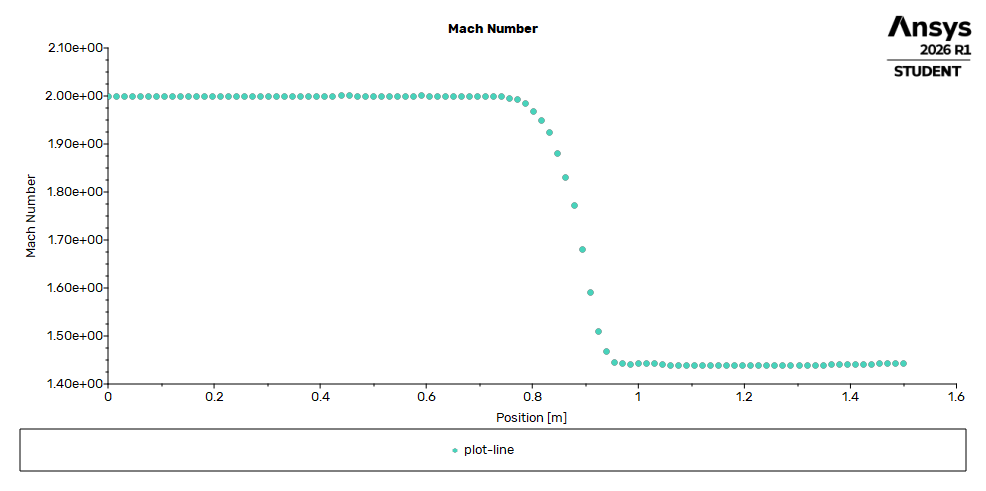 Mach Number
Ansys
2026 R1
STUDENT
2.10e+00
2.00e+00
1.90e+00
1.80e+00
1.70e+00
1.60e+00
1.50e+00
1.40e+00
Mach Number
0 0.2 0.4 0.6 0.8 1 1.2 1.4 1.6
Position [m]
plot-line